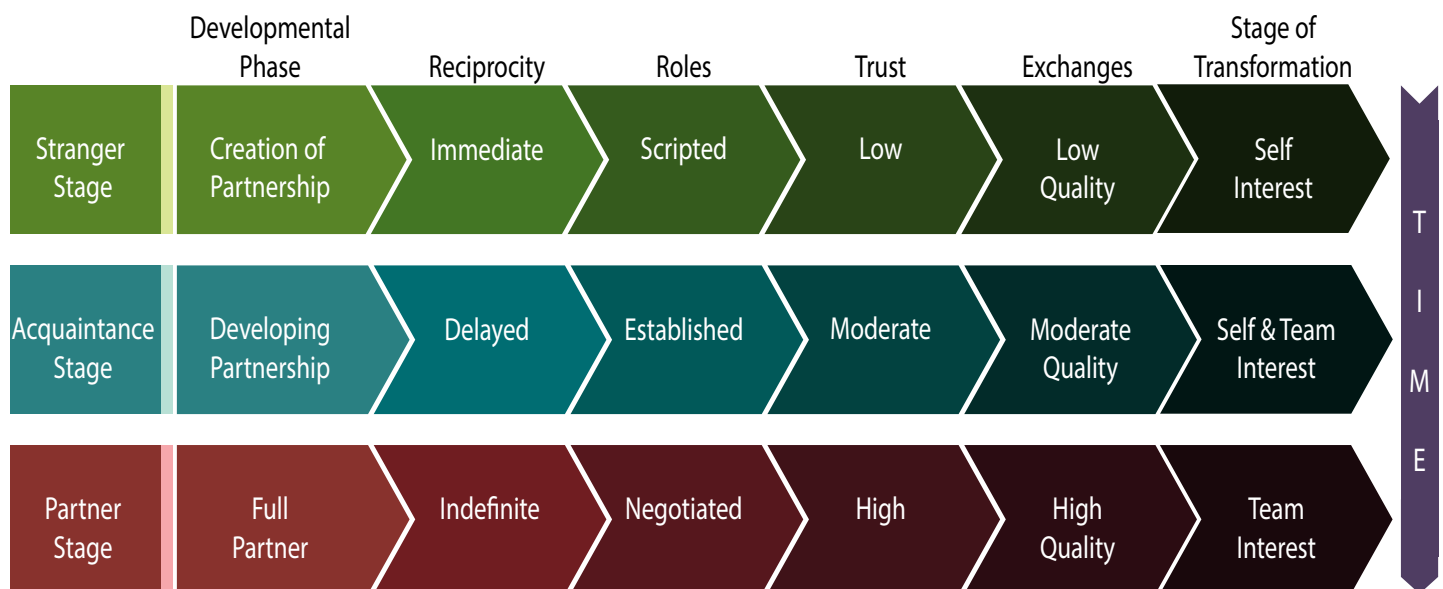 Developmental
Phase
Reciprocity
Roles
Trust
Exchanges
Stage of
Transformation
Stranger
Stage
Creation of
Partnership
Immediate
Scripted
Low
Low
Quality
Self
Interest
Acquaintance
Stage
Developing
Partnership
Delayed
Established
Moderate
Moderate
Quality
Self & Team
Interest
Partner
Stage
Full
Partner
Indefinite
Negotiated
High
High
Quality
Team
Interest
T
I
M
E